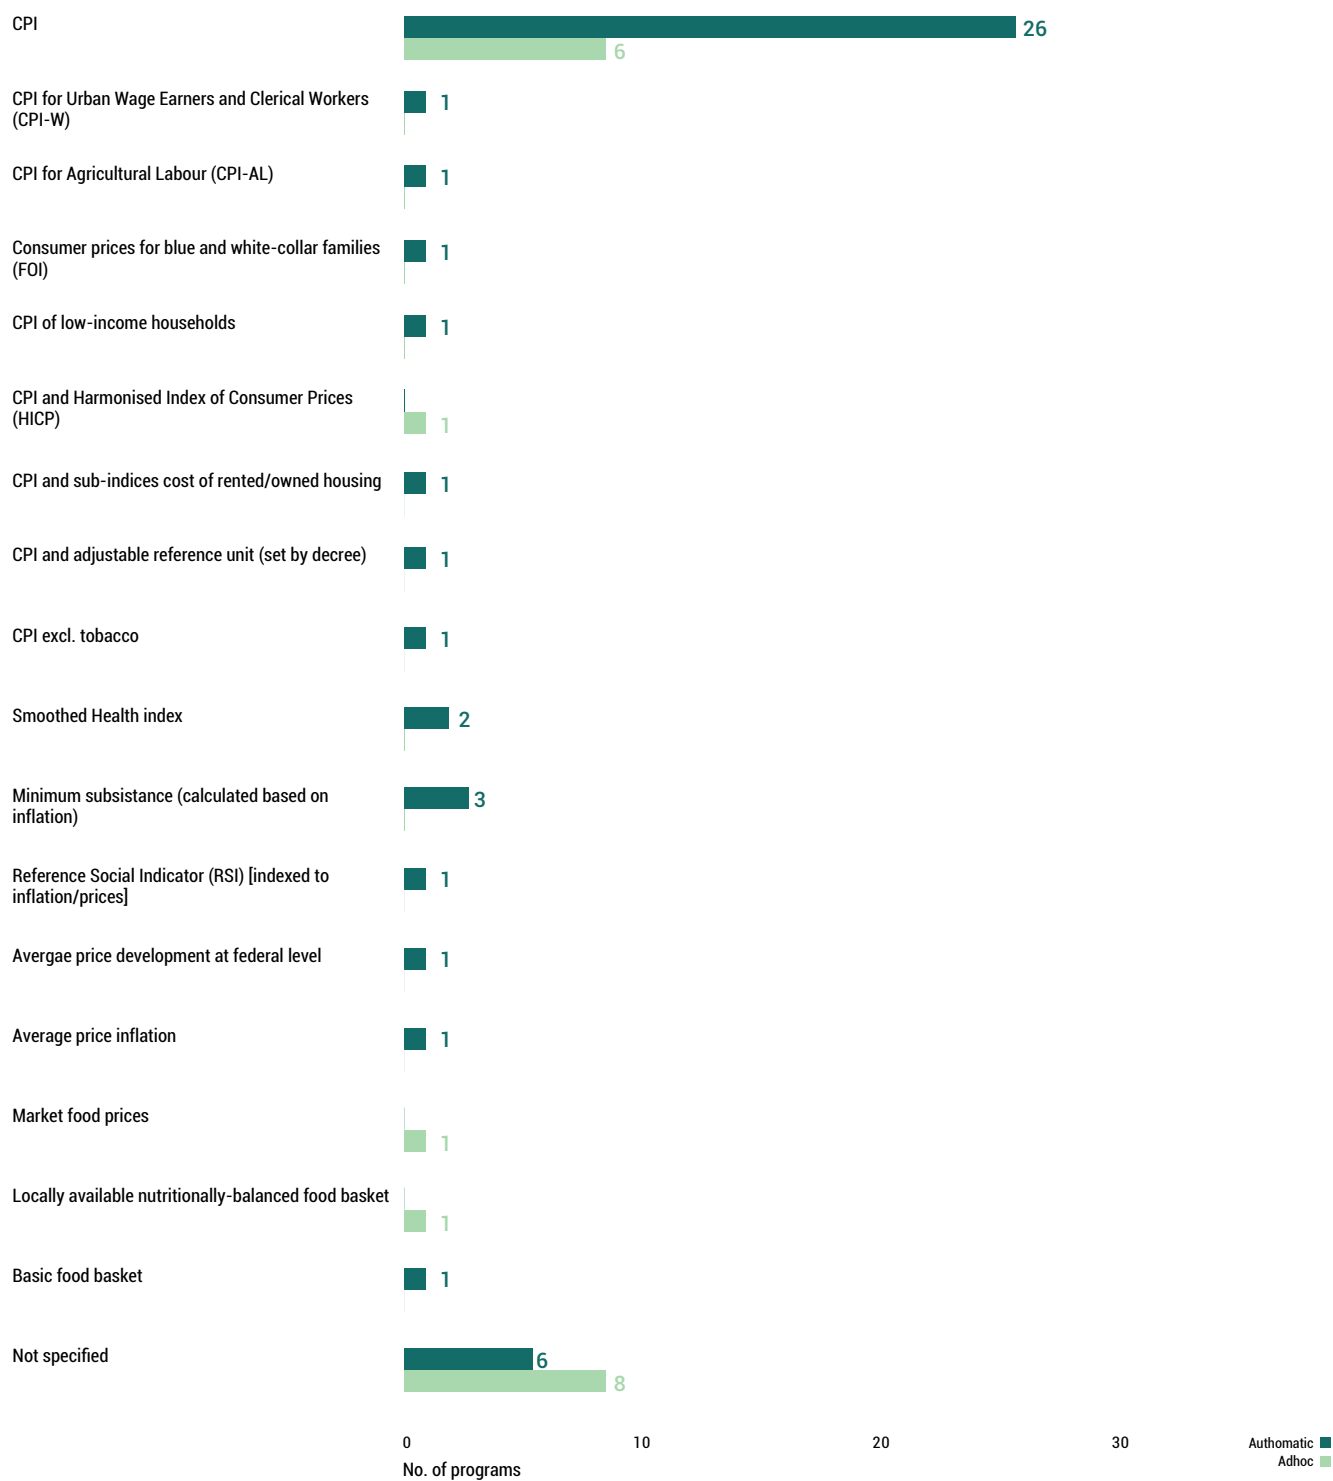 CPI
26
6
CPI for Urban Wage Earners and Clerical Workers
(CPI-W)
1
CPI for Agricultural Labour (CPI-AL)
1
Consumer prices for blue and white-collar families
(FOI)
1
CPI of low-income households
1
CPI and Harmonised Index of Consumer Prices
(HICP)
1
CPI and sub-indices cost of rented/owned housing
1
CPI and adjustable reference unit (set by decree)
1
CPI excl. tobacco
1
Smoothed Health index
2
Minimum subsistance (calculated based on
inflation)
3
Reference Social Indicator (RSI) [indexed to
inflation/prices]
1
Avergae price development at federal level
1
Average price inflation
1
Market food prices
1
Locally available nutritionally-balanced food basket
1
Basic food basket
1
Not specified
6
8
0 10 20 30
No. of programs
Authomatic
Adhoc